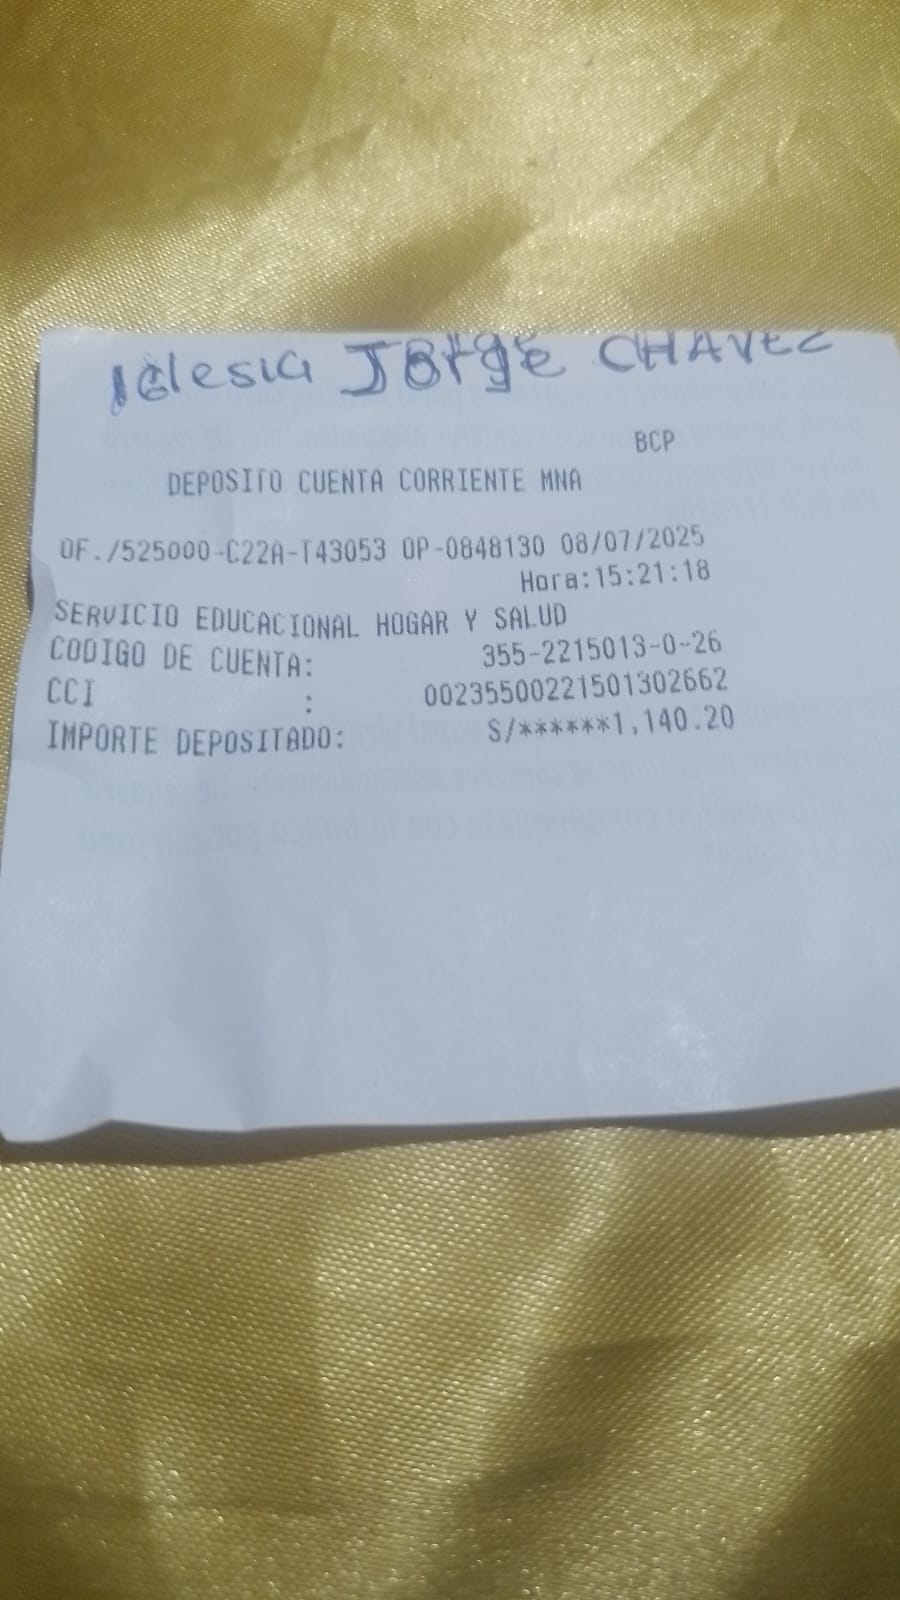 Iglesia Jorge CHAVEZ
BCP
DEPOSITO CUENTA CORRIENTE MNA
OF./525000-C22A-T43053 OP-0848130 08/07/2025
Hora:15:21:18
SERVICIO EDUCACIONAL HOGAR Y SALUD
CODIGO DE CUENTA: 355-2215013-0-26
CCI : 00235500221501302662
IMPORTE DEPOSITADO: S/******1,140.20